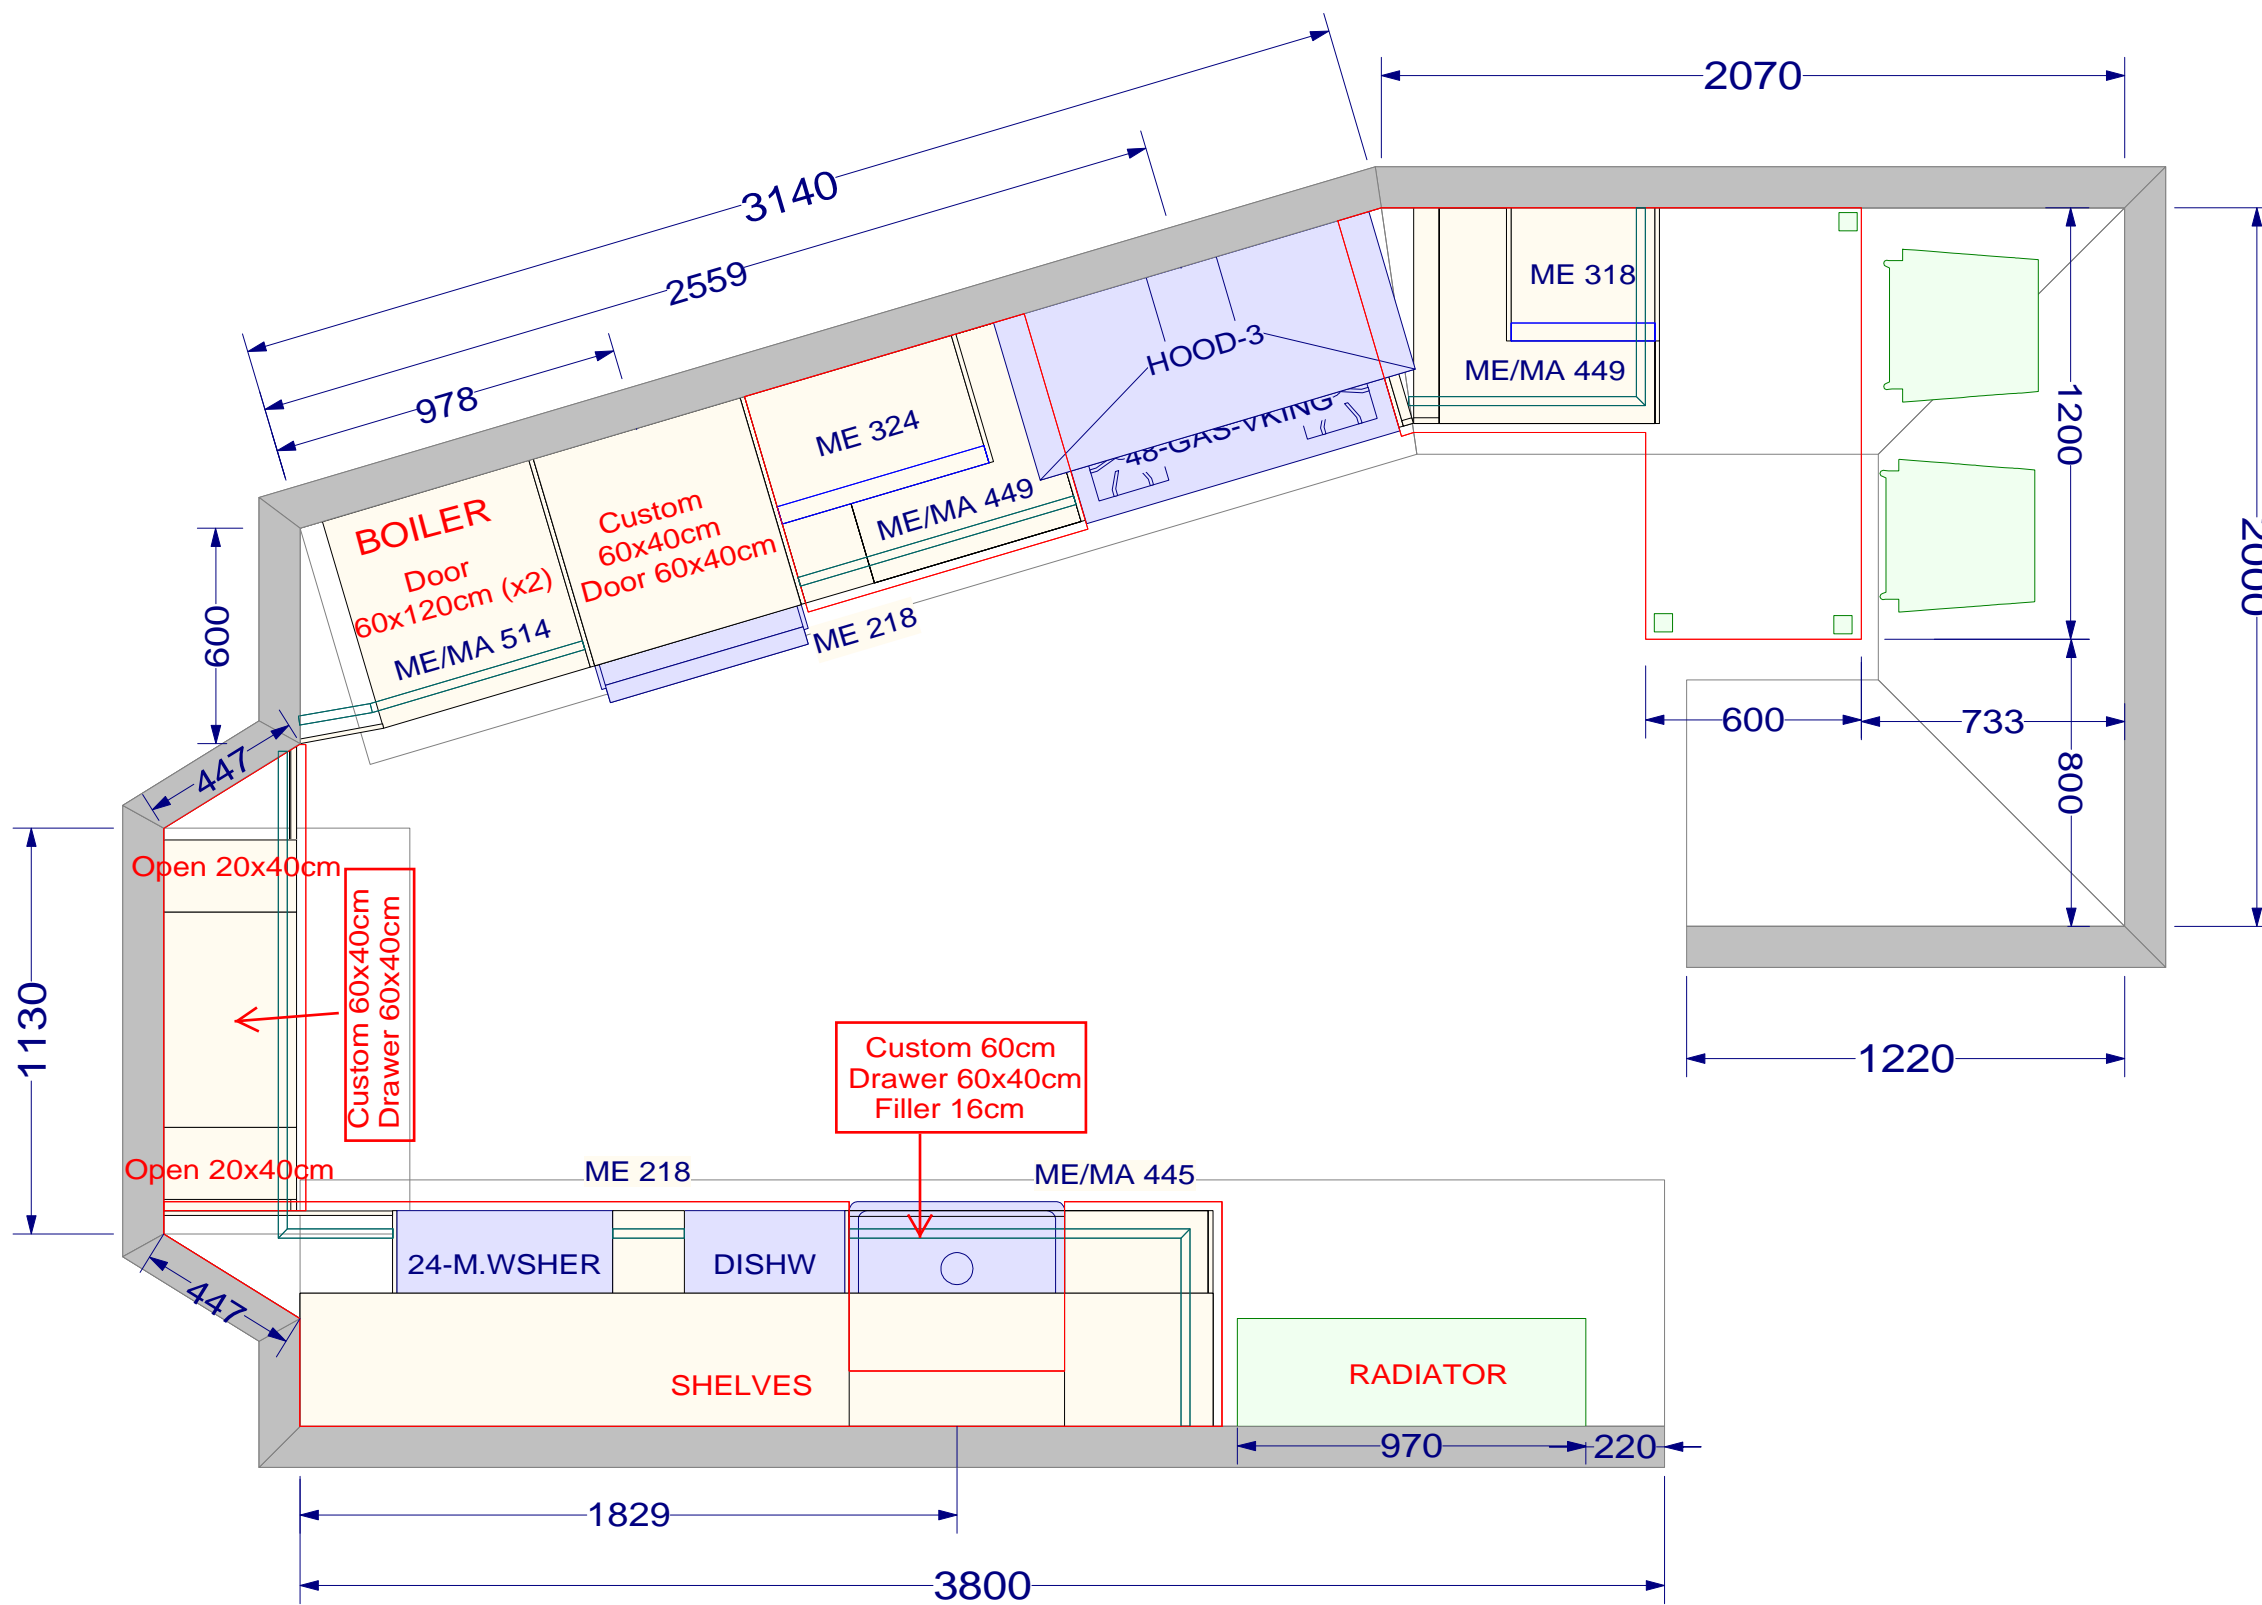 2070
3140
2559
978
ME 318
HOOD-3
ME/MA 449
48-GAS-VKING
ME 324
ME/MA 449
BOILER
Door
60x120cm (x2)
ME/MA 514
Custom
60x40cm
Door 60x40cm
ME 218
1200
2000
600
600
733
800
447
Open 20x40cm
Custom 60x40cm
Drawer 60x40cm
1130
1220
Custom 60cm
Drawer 60x40cm
Filler 16cm
Open 20x40cm
ME 218
ME/MA 445
24-M.WSHER
DISHW
447
SHELVES
RADIATOR
970
220
1829
3800